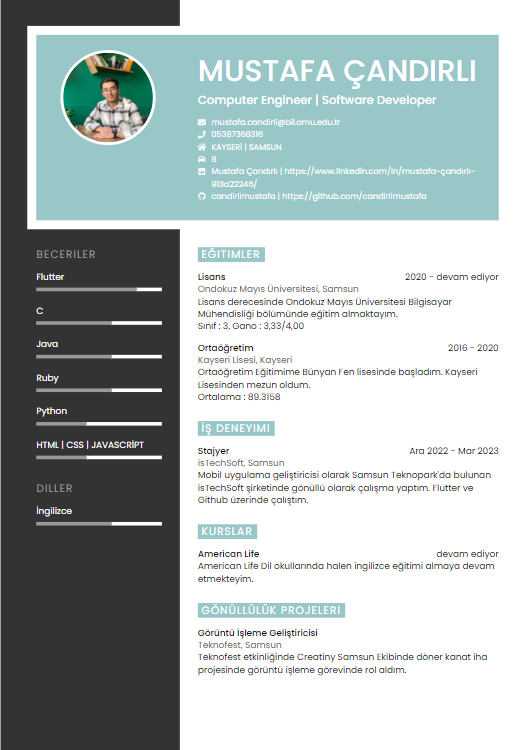 MUSTAFA ÇANDIRLI
Computer Engineer | Software Developer
mustafa.candirli@bil.omu.edu.tr
05387368316
KAYSERİ | SAMSUN
B
Mustafa Çandırlı | https://www.linkedin.com/in/mustafa-çandırlı-
913a22246/
candirlimustafa | https://github.com/candirlimustafa
BECERILER
Flutter
C
Java
Ruby
Python
HTML | CSS | JAVASCRİPT
DILLER
İngilizce
EĞITIMLER
Lisans 2020 - devam ediyor
Ondokuz Mayıs Üniversitesi, Samsun
Lisans derecesinde Ondokuz Mayıs Üniversitesi Bilgisayar
Mühendisliği bölümünde eğitim almaktayım.
Sınıf : 3, Gano : 3,33/4,00
Ortaöğretim 2016 - 2020
Kayseri Lisesi, Kayseri
Ortaöğretim Eğitimime Bünyan Fen lisesinde başladım. Kayseri
Lisesinden mezun oldum.
Ortalama : 89.3158
İŞ DENEYIMI
Stajyer Ara 2022 - Mar 2023
isTechSoft, Samsun
Mobil uygulama geliştiricisi olarak Samsun Teknopark'da bulunan
isTechSoft şirketinde gönüllü olarak çalışma yaptım. Flutter ve
Github üzerinde çalıştım.
KURSLAR
American Life devam ediyor
American Life Dil okullarında halen ingilizce eğitimi almaya devam
etmekteyim.
GÖNÜLLÜLÜK PROJELERI
Görüntü İşleme Geliştiricisi
Teknofest, Samsun
Teknofest etkinliğinde Creatiny Samsun Ekibinde döner kanat iha
projesinde görüntü işleme görevinde rol aldım.